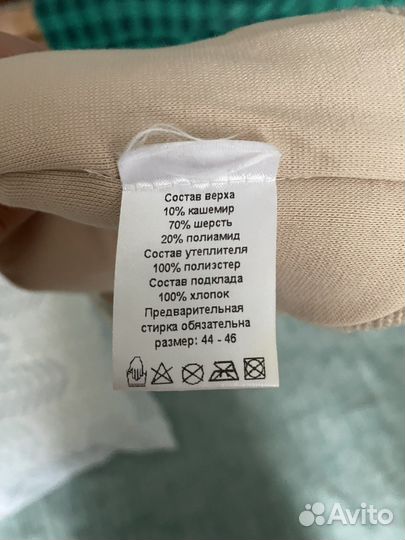 Состав верха
10% кашемир
70% шерсть
20% полиамид
Состав утеплителя
100% полиэстер
Состав подклада
100% хлопок
Предварительная
стирка обязательна
размер: 44 - 46
Avito